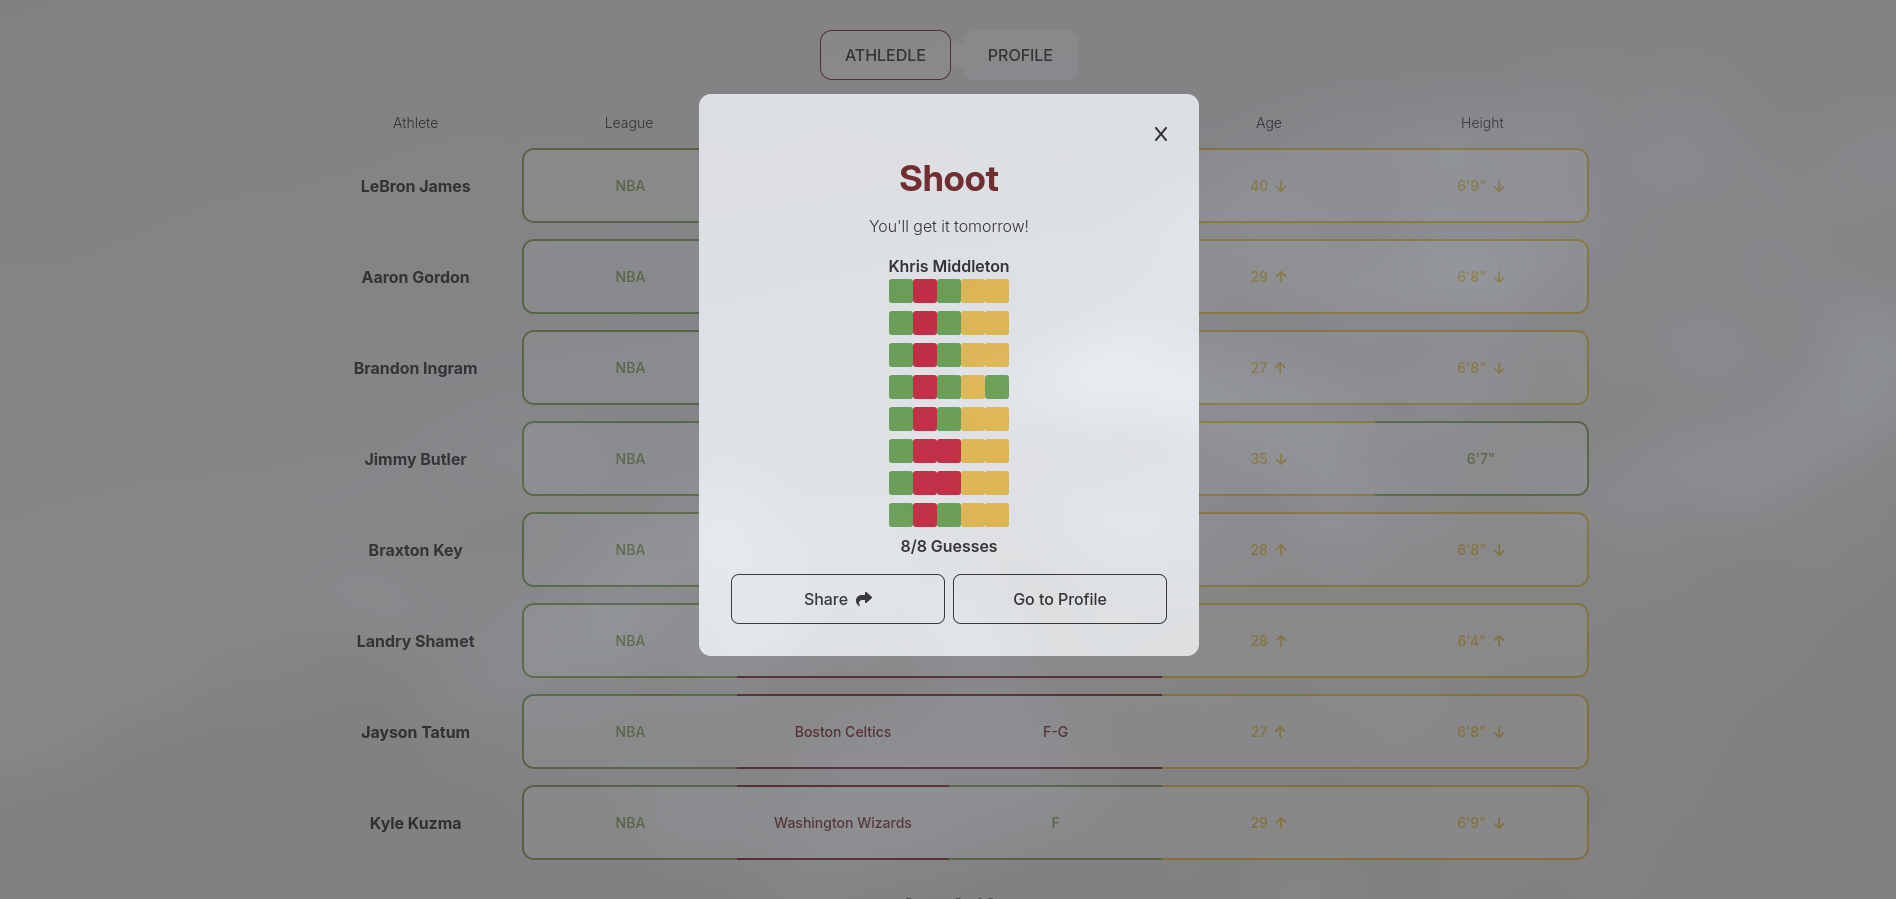 ATHLEDLE PROFILE
Athlete League Age Height
X
Shoot
You'll get it tomorrow!
Khris Middleton
8/8 Guesses
Share Go to Profile
LeBron James NBA 40 ↓ 6'9" ↓
Aaron Gordon NBA 29 ↑ 6'8" ↓
Brandon Ingram NBA 27 ↑ 6'8" ↓
Jimmy Butler NBA 35 ↓ 6'7"
Braxton Key NBA 28 ↑ 6'8" ↓
Landry Shamet NBA 28 ↑ 6'4" ↑
Jayson Tatum NBA Boston Celtics F-G 27 ↑ 6'8" ↓
Kyle Kuzma NBA Washington Wizards F 29 ↑ 6'9" ↓